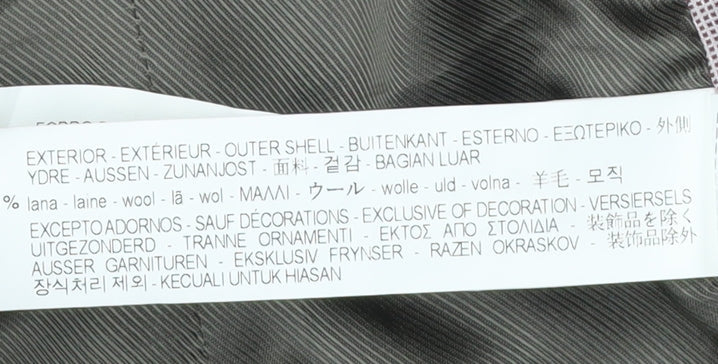 EXTERIOR - EXTÉRIEUR - OUTER SHELL - BUITENKANT - ESTERNO - ΕΞΩΤΕΡΙΚΟ - 外側
YDRE - AUSSEN - ZUNANJOST - 面料 - 겉감 - BAGIAN LUAR
% lana - laine - wool - lã - wol - ΜΑΛΛΙ - ウール - wolle - uld - volna - 羊毛 - 모직
EXCEPTO ADORNOS - SAUF DÉCORATIONS - EXCLUSIVE OF DECORATION - VERSIERSELS
UITGEZONDERD - TRANNE ORNAMENTI - ΕΚΤΟΣ ΑΠΟ ΣΤΟΛΙΔΙΑ - 装飾品を除く
AUSSER GARNITUREN - EKSKLUSIV FRYNSER - RAZEN OKRASKOV - 装饰品除外
장식처리 제외 - KECUALI UNTUK HIASAN